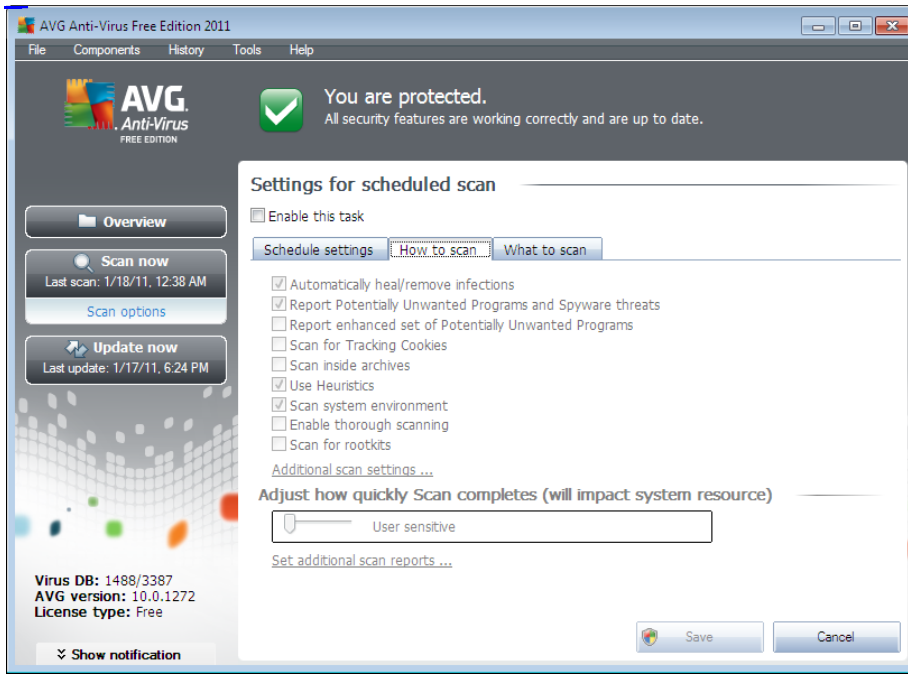 AVG Anti-Virus Free Edition 2011
File Components History Tools Help
AVG.
Anti-Virus
FREE EDITION
You are protected.
All security features are working correctly and are up to date.
Overview
Scan now
Last scan: 1/18/11, 12:38 AM
Scan options
Update now
Last update: 1/17/11, 6:24 PM
Virus DB: 1488/3387
AVG version: 10.0.1272
License type: Free
Show notification
Settings for scheduled scan
Enable this task
Schedule settings How to scan What to scan
Automatically heal/remove infections
Report Potentially Unwanted Programs and Spyware threats
Report enhanced set of Potentially Unwanted Programs
Scan for Tracking Cookies
Scan inside archives
Use Heuristics
Scan system environment
Enable thorough scanning
Scan for rootkits
Additional scan settings ...
Adjust how quickly Scan completes (will impact system resource)
User sensitive
Set additional scan reports ...
Save Cancel